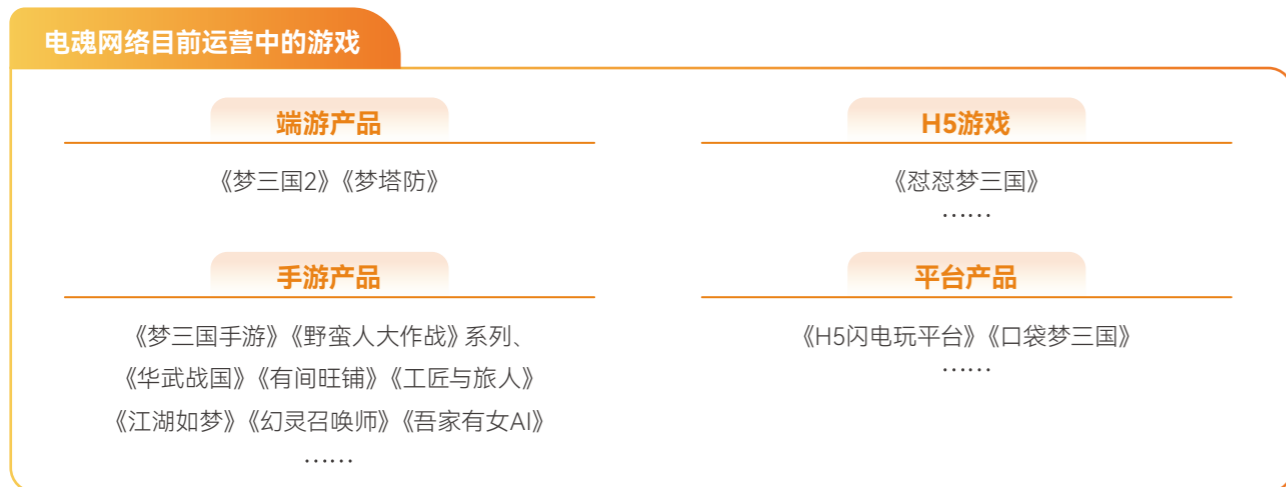 电魂网络目前运营中的游戏
端游产品
《梦三国2》《梦塔防》
H5游戏
《怼怼梦三国》
……
手游产品
《梦三国手游》《野蛮人大作战》系列、
《华武战国》《有间旺铺》《工匠与旅人》
《江湖如梦》《幻灵召唤师》《吾家有女AI》
……
平台产品
《H5闪电玩平台》《口袋梦三国》
……